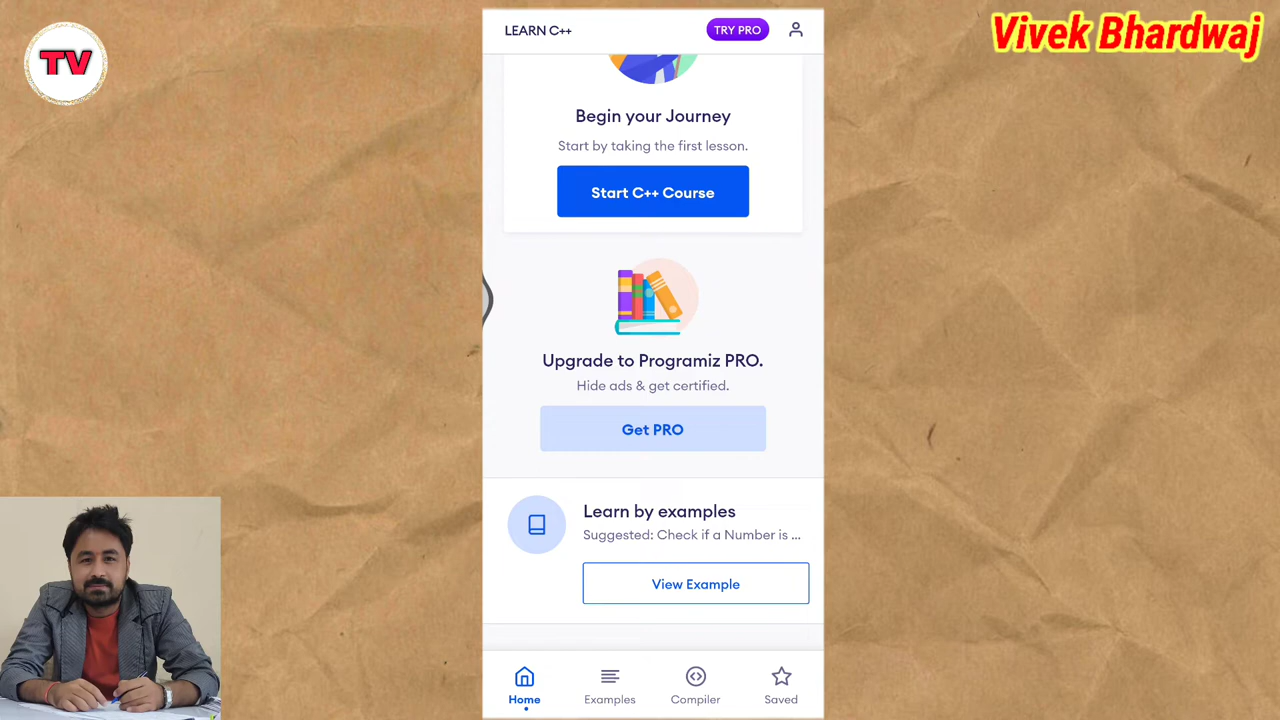 TV
Vivek Bhardwaj
LEARN C++
TRY PRO
Begin your Journey
Start by taking the first lesson.
Start C++ Course
Upgrade to Programiz PRO.
Hide ads & get certified.
Get PRO
Learn by examples
Suggested: Check if a Number is ...
View Example
Home
Examples
Compiler
Saved